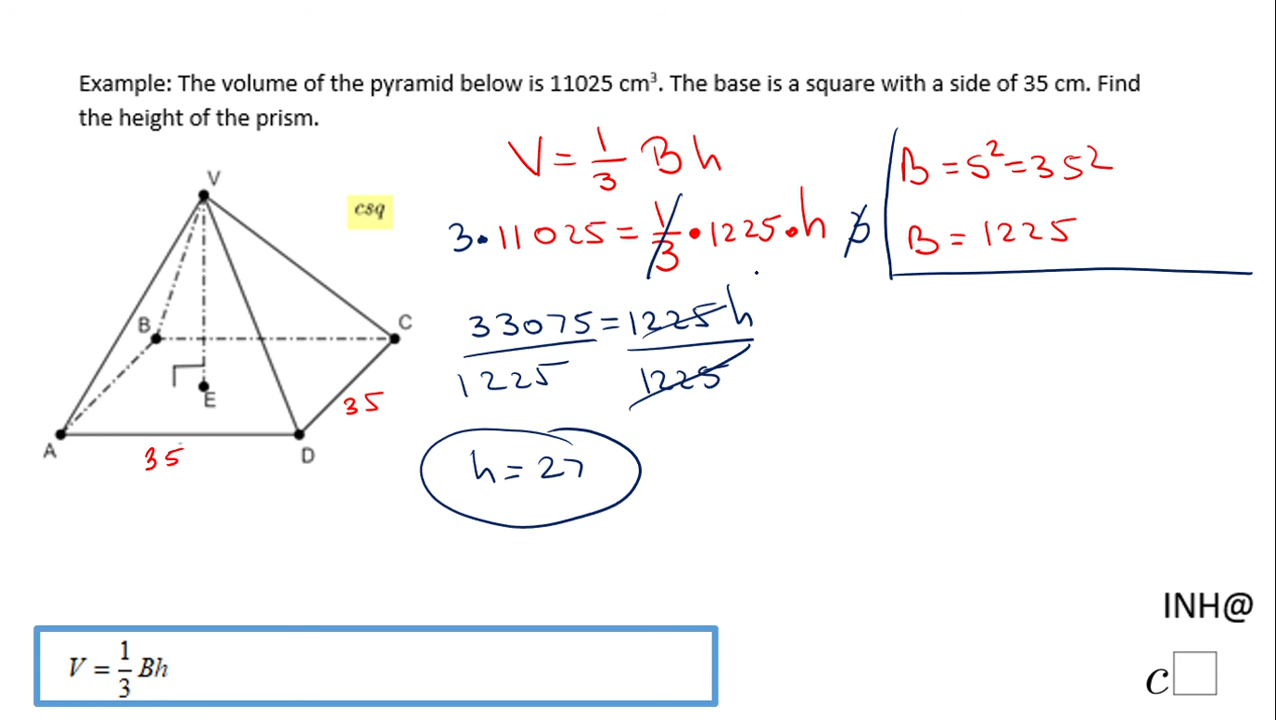 Example: The volume of the pyramid below is 11025 cm³. The base is a square with a side of 35 cm. Find
the height of the prism.
V = 1/3 B h
B = s² = 35²
csq
3 · 11025 = 1/3 · 1225 · h
B = 1225
33075 = 1225 h
1225 1225
h = 27
V
B
C
E
A
D
35
35
INH@
V = 1/3 Bh
c